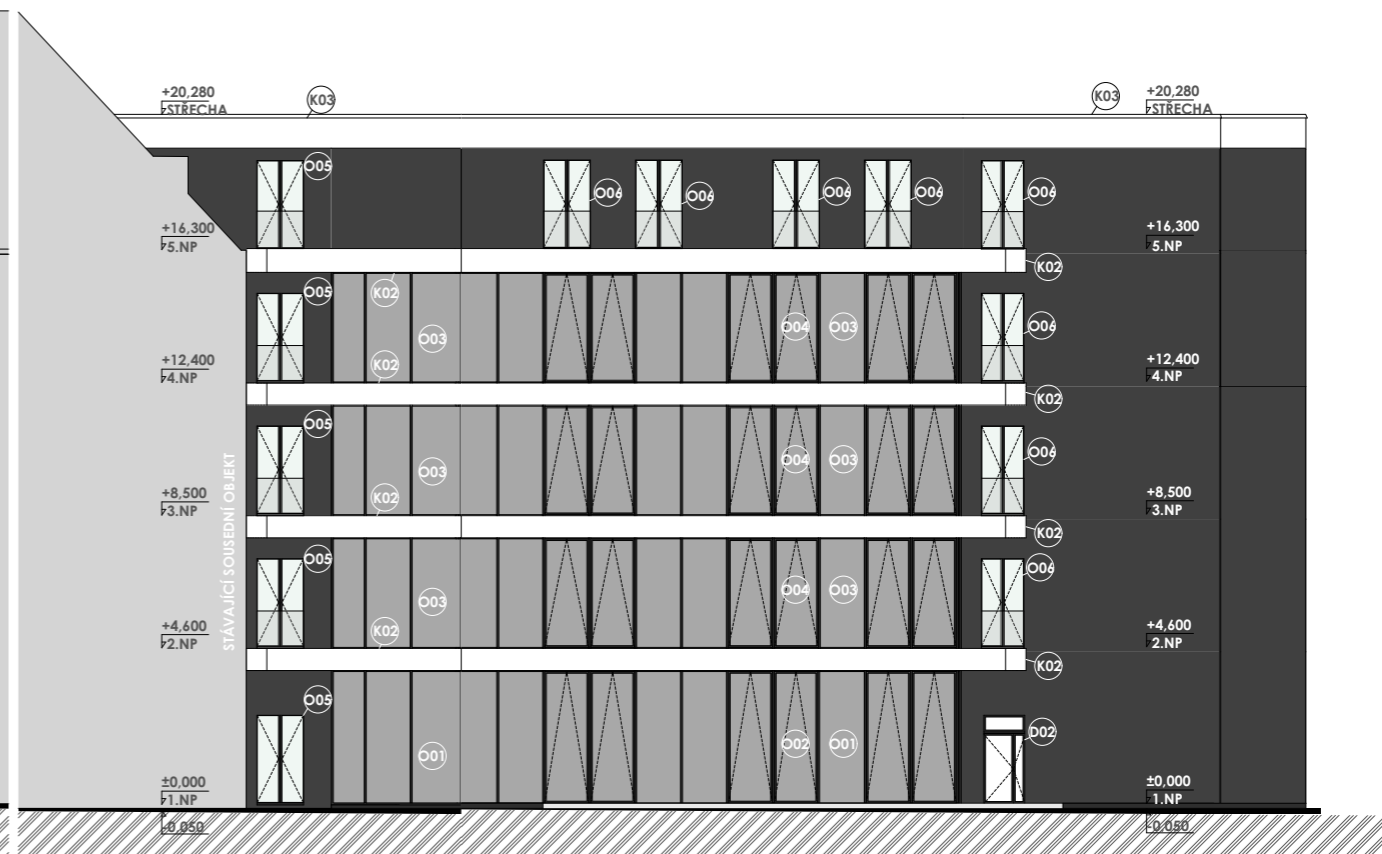 +20,280
STŘECHA
K03
K03
+20,280
STŘECHA
O05
O06
O06
O06
O06
O06
+16,300
5.NP
+16,300
5.NP
K02
O05
K02
O04
O03
O06
O03
K02
+12,400
4.NP
+12,400
4.NP
K02
O05
O03
O04
O03
O06
K02
+8,500
3.NP
+8,500
3.NP
STÁVAJÍCÍ SOUSEDNÍ OBJEKT
K02
O05
O06
O03
O04
O03
K02
+4,600
2.NP
+4,600
2.NP
K02
O05
D02
O01
O02
O01
±0,000
1.NP
±0,000
1.NP
-0,050
-0,050